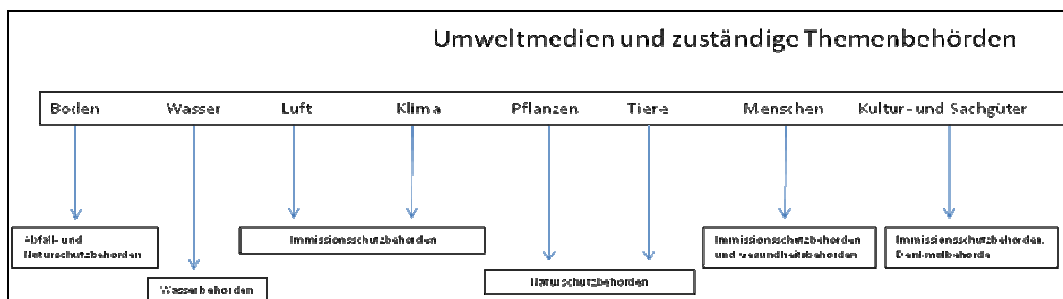 Umweltmedien und zuständige Themenbehörden
Boden Wasser Luft Klima Pflanzen Tiere Menschen Kultur- und Sachgüter
Abfall- und
Naturschutzbehörden
Immissionsschutzbehörden
Immissionsschutzbehörden
und Gesundheitsbehörden
Immissionsschutzbehörden,
Denkmalbehörde
Wasserbehörden
Naturschutzbehörden